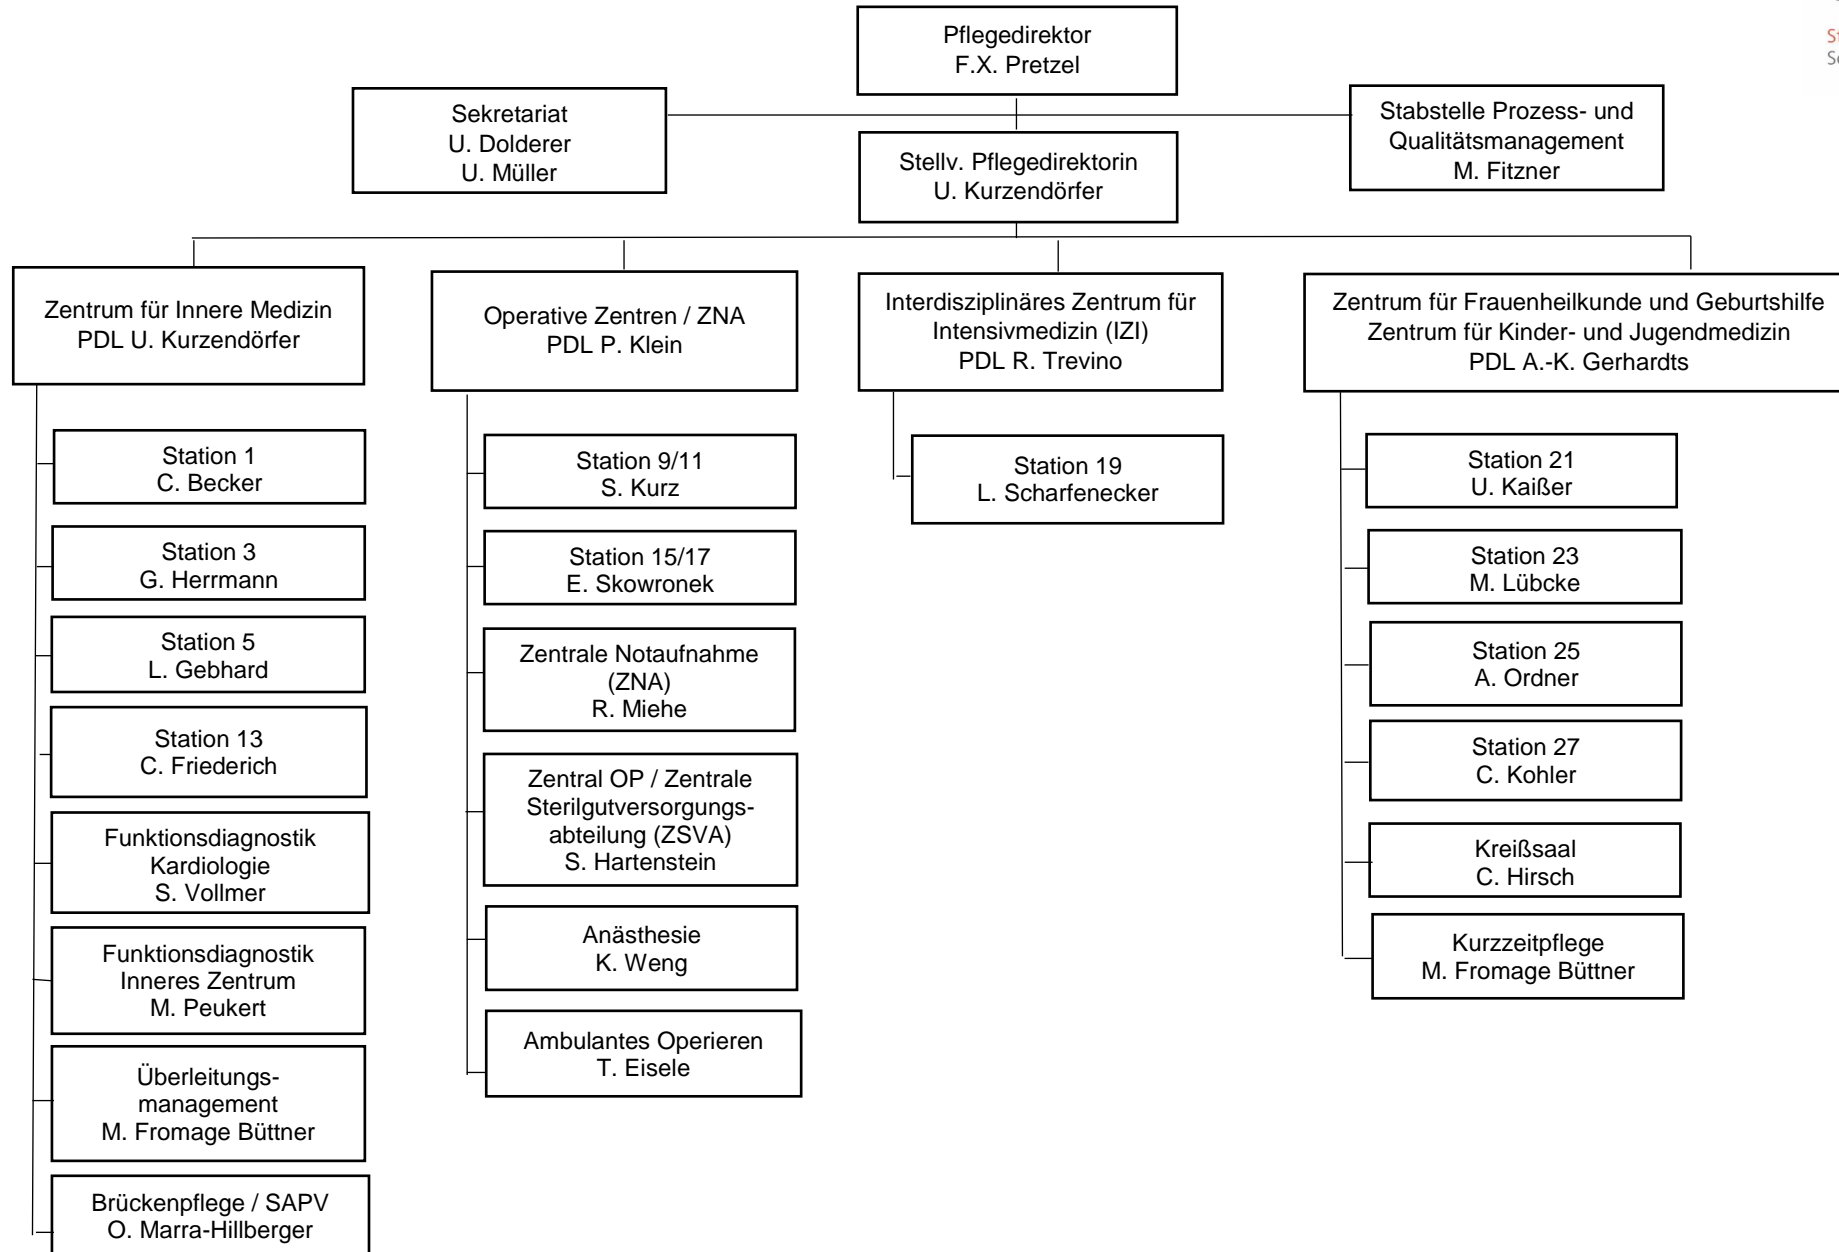 Pflegedirektor
F.X. Pretzel
Sekretariat
U. Dolderer
U. Müller
Stabstelle Prozess- und
Qualitätsmanagement
M. Fitzner
Stellv. Pflegedirektorin
U. Kurzendörfer
Zentrum für Innere Medizin
PDL U. Kurzendörfer
Operative Zentren / ZNA
PDL P. Klein
Interdisziplinäres Zentrum für
Intensivmedizin (IZI)
PDL R. Trevino
Zentrum für Frauenheilkunde und Geburtshilfe
Zentrum für Kinder- und Jugendmedizin
PDL A.-K. Gerhardts
Station 1
C. Becker
Station 3
G. Herrmann
Station 5
L. Gebhard
Station 13
C. Friederich
Funktionsdiagnostik
Kardiologie
S. Vollmer
Funktionsdiagnostik
Inneres Zentrum
M. Peukert
Überleitungs-
management
M. Fromage Büttner
Brückenpflege / SAPV
O. Marra-Hillberger
Station 9/11
S. Kurz
Station 15/17
E. Skowronek
Zentrale Notaufnahme
(ZNA)
R. Miehe
Zentral OP / Zentrale
Sterilgutversorgungs-
abteilung (ZSVA)
S. Hartenstein
Anästhesie
K. Weng
Ambulantes Operieren
T. Eisele
Station 19
L. Scharfenecker
Station 21
U. Kaißer
Station 23
M. Lübcke
Station 25
A. Ordner
Station 27
C. Kohler
Kreißsaal
C. Hirsch
Kurzzeitpflege
M. Fromage Büttner